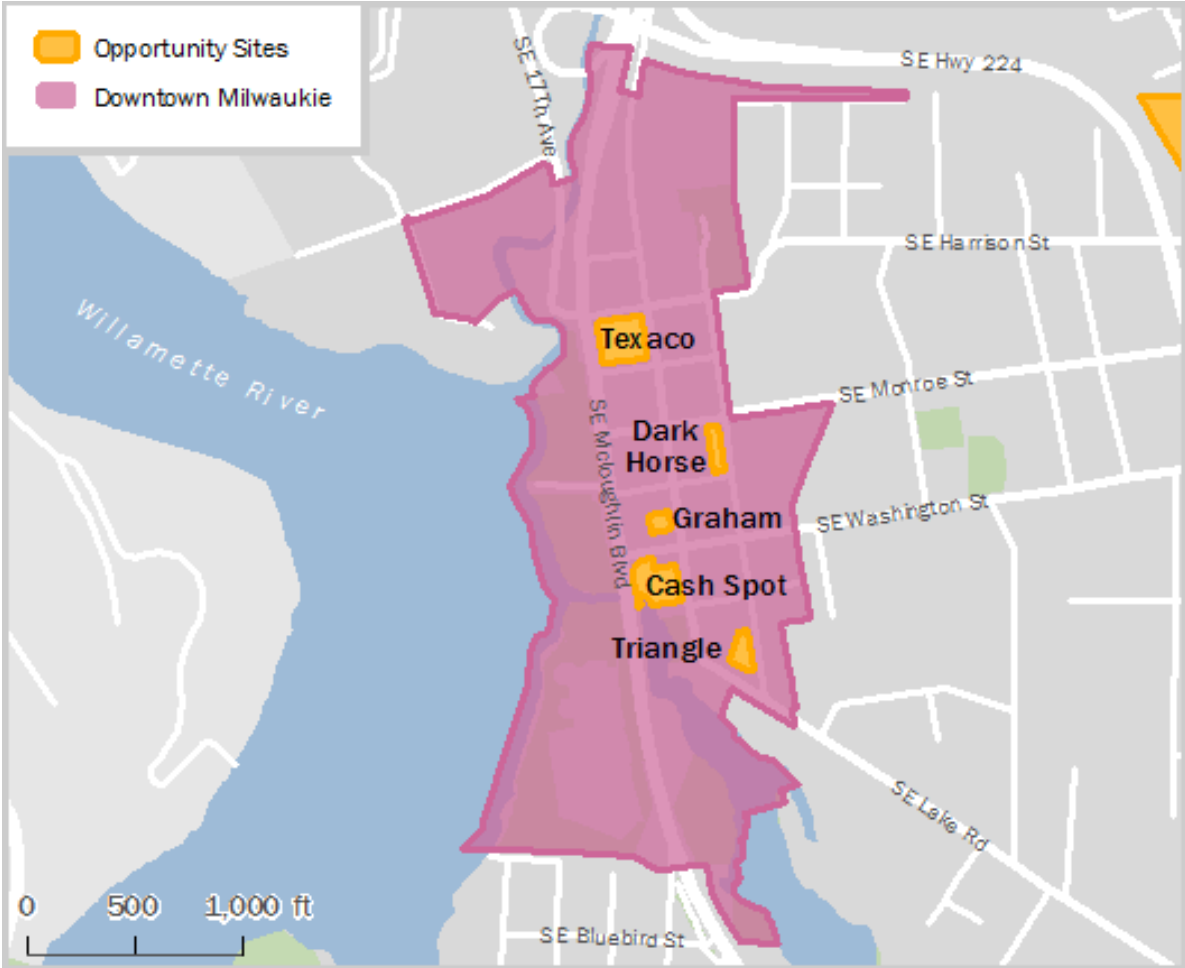 Opportunity Sites
Downtown Milwaukie
SE 17Th Ave
SE Hwy 224
SE Harrison St
Willamette River
Texaco
SE Monroe St
SE Mcloughlin Blvd
Dark
Horse
Graham
SE Washington St
Cash Spot
Triangle
SE Lake Rd
0 500 1,000 ft
SE Bluebird St